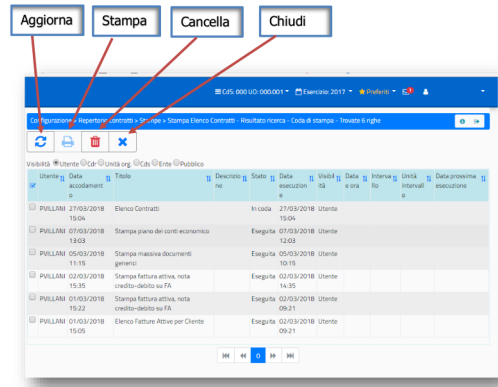 Aggiorna Stampa Cancella Chiudi
CdS: 000 UO: 000.001 Esercizio: 2017 Preferiti
Configurazione > Repertorio Contratti > Stampe > Stampa Elenco Contratti - Risultato ricerca - Coda di stampa - Trovate 6 righe
Visibilità Utente Cdr Unità org. Cds Ente Pubblico
Utente Data accodamento Titolo Descrizione Stato Data esecuzione Visibilità Data e ora Intervallo Unità intervallo Data prossima esecuzione
PVILLANI 27/03/2018 Elenco Contratti In coda 27/03/2018 Utente
15:04 15:04
PVILLANI 07/03/2018 Stampa piano dei conti economico Eseguita 07/03/2018 Utente
13:03 12:03
PVILLANI 05/03/2018 Stampa massiva documenti Eseguita 05/03/2018 Utente
11:15 generici 10:15
PVILLANI 02/03/2018 Stampa fattura attiva, nota Eseguita 02/03/2018 Utente
15:35 credito-debito su FA 14:35
PVILLANI 01/03/2018 Stampa fattura attiva, nota Eseguita 02/03/2018 Utente
15:22 credito-debito su FA 09:21
PVILLANI 01/03/2018 Elenco Fatture Attive per Cliente Eseguita 02/03/2018 Utente
15:05 09:21
0